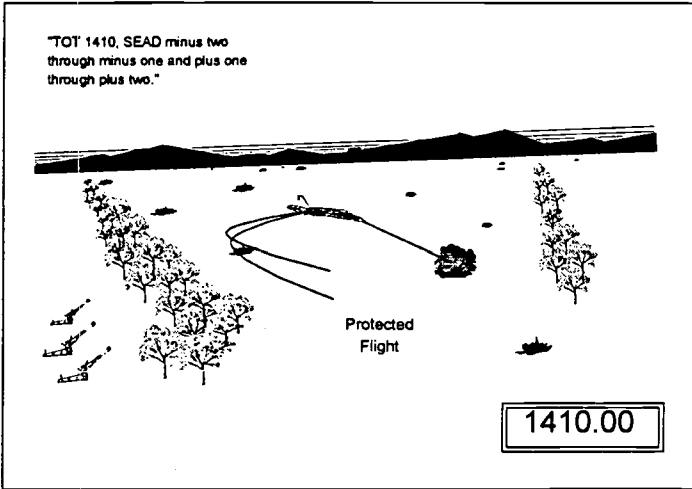 "TOT 1410, SEAD minus two
through minus one and plus one
through plus two."
Protected
Flight
1410.00